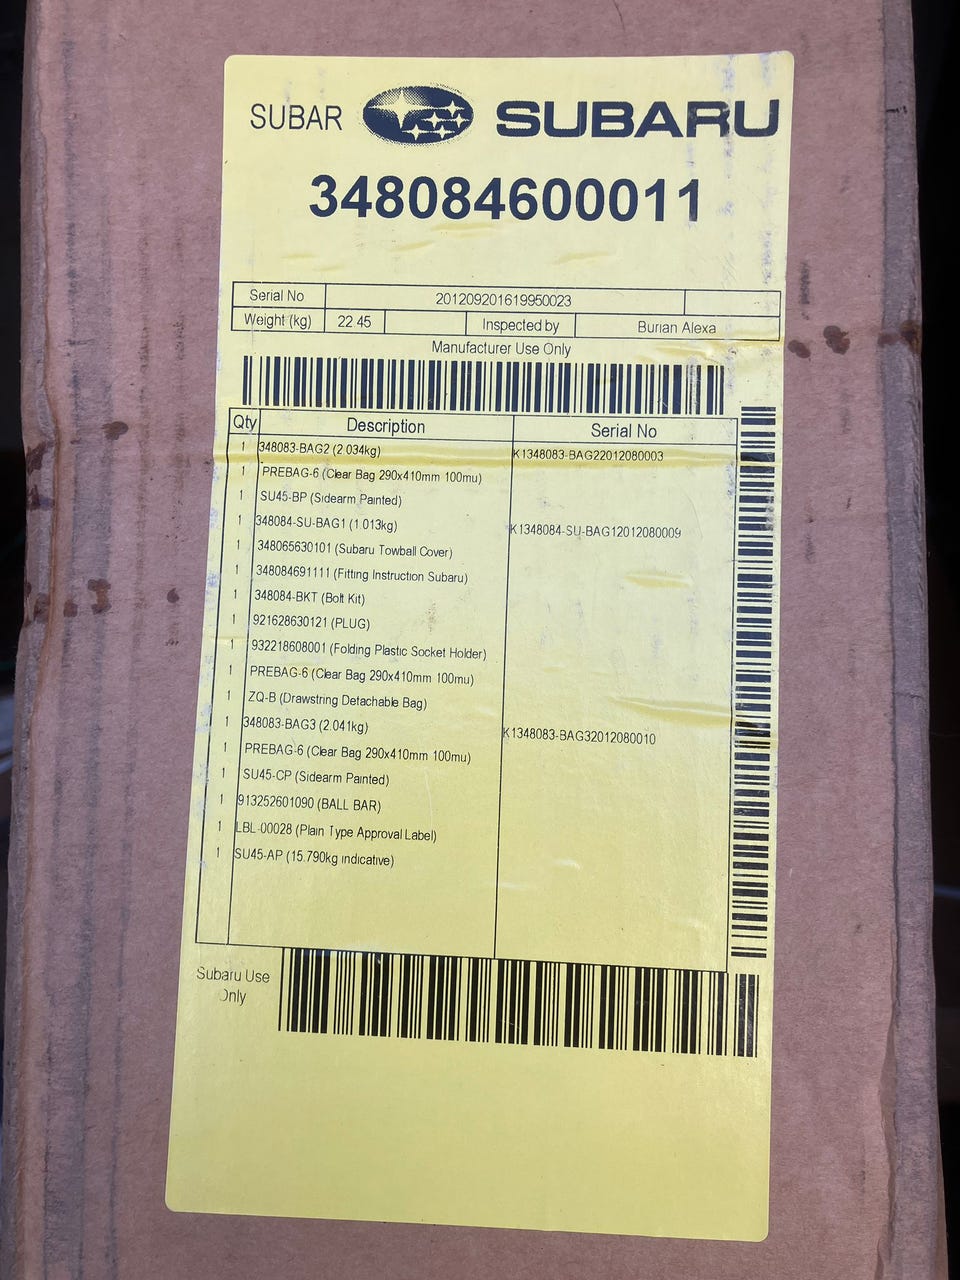 SUBAR SUBARU
348084600011
Serial No 201209201619950023
Weight (kg) 22.45 Inspected by Burian Alexa
Manufacturer Use Only
Qty Description Serial No
1 348083-BAG2 (2.034kg) K1348083-BAG22012080003
1 PREBAG-6 (Clear Bag 290x410mm 100mu)
1 SU45-BP (Sidearm Painted)
1 348084-SU-BAG1 (1.013kg) K1348084-SU-BAG12012080009
1 348065630101 (Subaru Towball Cover)
1 348084691111 (Fitting Instruction Subaru)
1 348084-BKT (Bolt Kit)
1 921628630121 (PLUG)
1 932218608001 (Folding Plastic Socket Holder)
1 PREBAG-6 (Clear Bag 290x410mm 100mu)
1 ZQ-B (Drawstring Detachable Bag)
1 348083-BAG3 (2.041kg) K1348083-BAG32012080010
1 PREBAG-6 (Clear Bag 290x410mm 100mu)
1 SU45-CP (Sidearm Painted)
1 913252601090 (BALL BAR)
1 LBL-00028 (Plain Type Approval Label)
1 SU45-AP (15.790kg indicative)
Subaru Use
Only